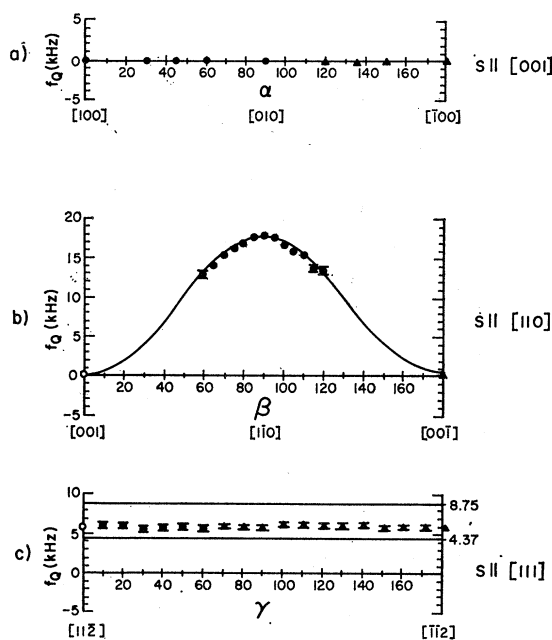 a)
f_Q (kHz)
5
0
-5
20 40 60 80 100 120 140 160
α
[100] [010] [1̄00]
S || [001]
b)
f_Q (kHz)
20
15
10
5
0
-5
20 40 60 80 100 120 140 160
β
[001] [11̄0] [001̄]
S || [110]
c)
f_Q (kHz)
10
5
0
-5
8.75
4.37
20 40 60 80 100 120 140 160
γ
[112̄] [1̄1̄2]
S || [111]